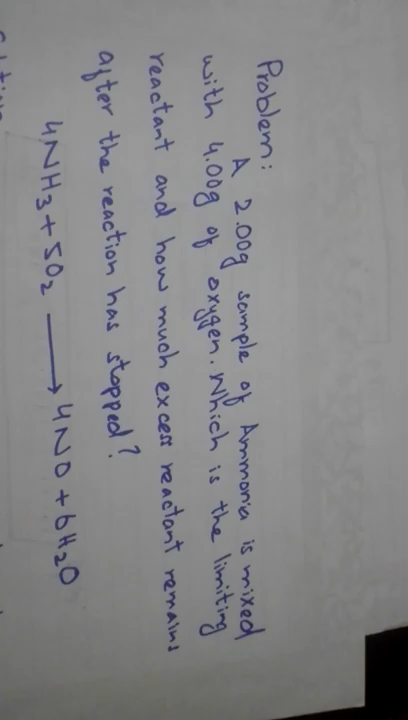 Problem:
A 2.00g sample of Ammonia is mixed
with 4.00g of oxygen. Which is the limiting
reactant and how much excess reactant remains
after the reaction has stopped?
4NH3 + 5O2 → 4NO + 6H2O